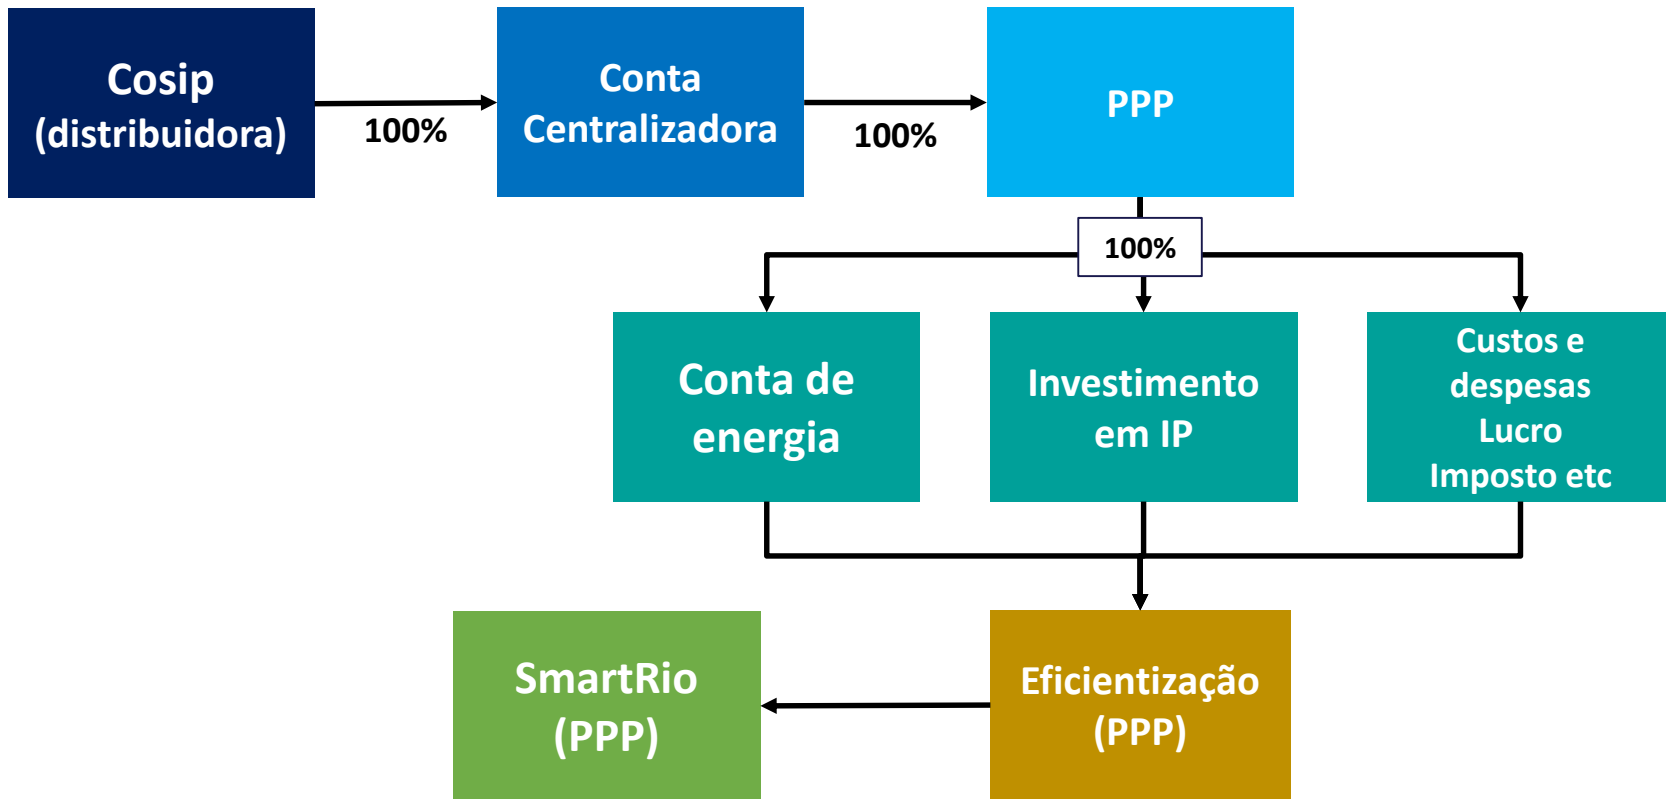 Cosip
(distribuidora)
100%
Conta
Centralizadora
100%
PPP
100%
Conta de
energia
Investimento
em IP
Custos e
despesas
Lucro
Imposto etc
SmartRio
(PPP)
Eficientização
(PPP)